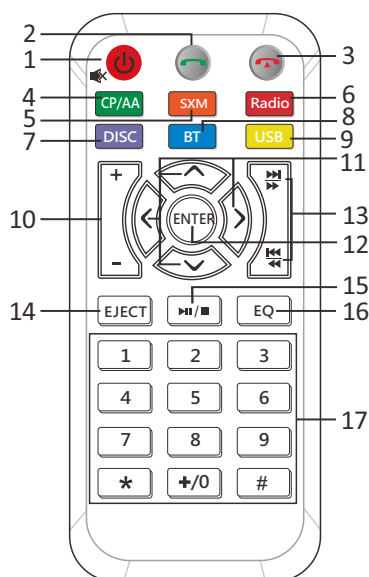 2
1
3
4 CP/AA SXM Radio 6
5
7 DISC BT USB 8
9
11
+
10 ENTER 13
12
-
14 EJECT ⏯/■ EQ 15
16
1 2 3
4 5 6
17
7 8 9
* +/0 #